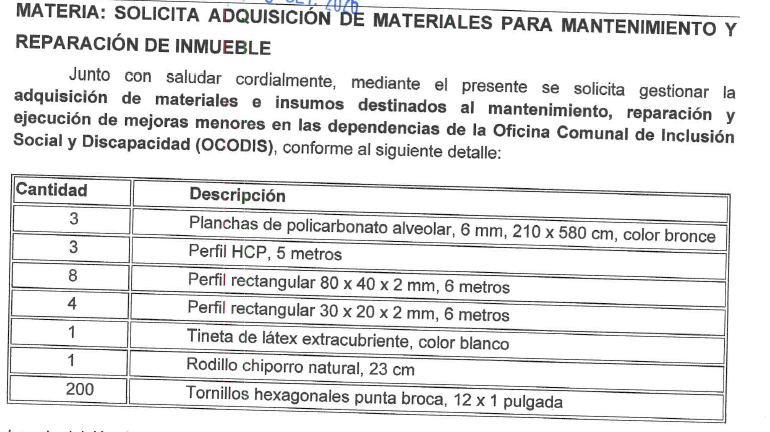 MATERIA: SOLICITA ADQUISICIÓN DE MATERIALES PARA MANTENIMIENTO Y
REPARACIÓN DE INMUEBLE
Junto con saludar cordialmente, mediante el presente se solicita gestionar la
adquisición de materiales e insumos destinados al mantenimiento, reparación y
ejecución de mejoras menores en las dependencias de la Oficina Comunal de Inclusión
Social y Discapacidad (OCODIS), conforme al siguiente detalle:
Cantidad Descripción
3 Planchas de policarbonato alveolar, 6 mm, 210 x 580 cm, color bronce
3 Perfil HCP, 5 metros
8 Perfil rectangular 80 x 40 x 2 mm, 6 metros
4 Perfil rectangular 30 x 20 x 2 mm, 6 metros
1 Tineta de látex extracubriente, color blanco
1 Rodillo chiporro natural, 23 cm
200 Tornillos hexagonales punta broca, 12 x 1 pulgada